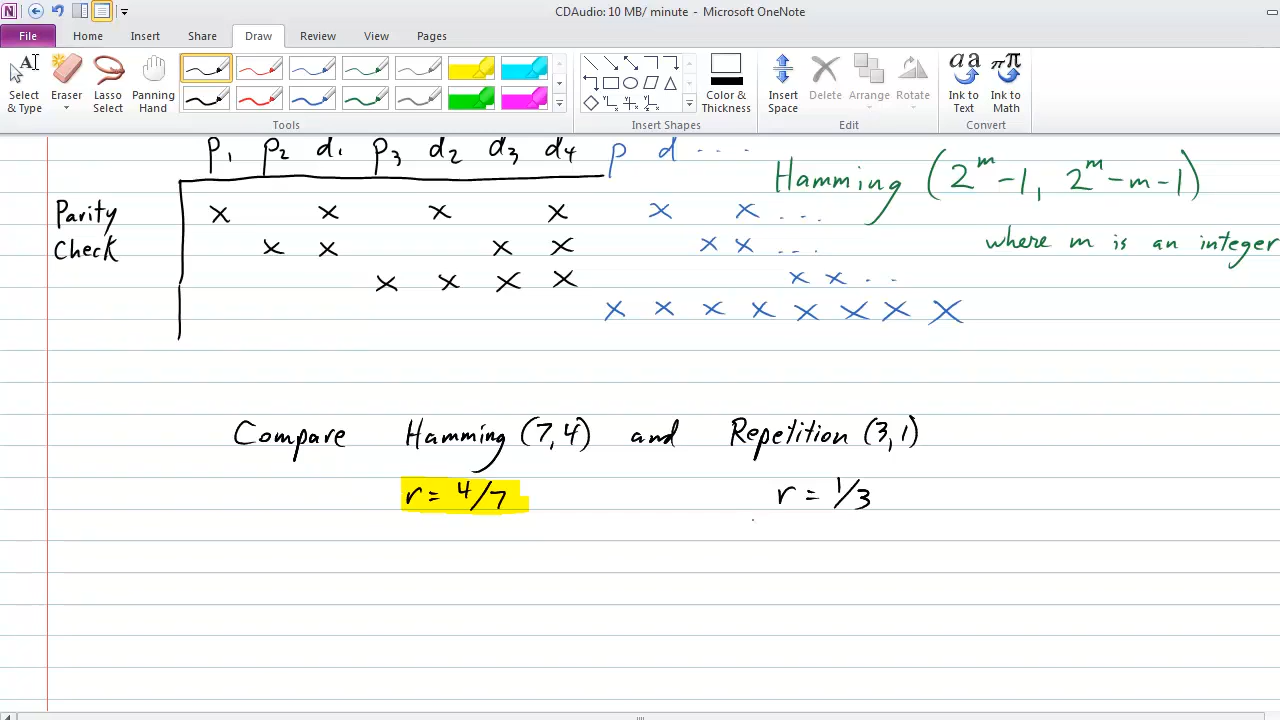 CDAudio: 10 MB/ minute - Microsoft OneNote
File Home Insert Share Draw Review View Pages
Select & Type Eraser Lasso Select Panning Hand Color & Thickness Insert Space Delete Arrange Rotate Ink to Text Ink to Math
Tools Insert Shapes Edit Convert
p1 p2 d1 p3 d2 d3 d4 p d ...
Hamming (2^m-1, 2^m-m-1)
Parity x x x x x x ...
where m is an integer
Check x x x x x x ...
x x x x x x ..
x x x x x x x x
Compare Hamming (7,4) and Repetition (3,1)
r = 4/7 r = 1/3